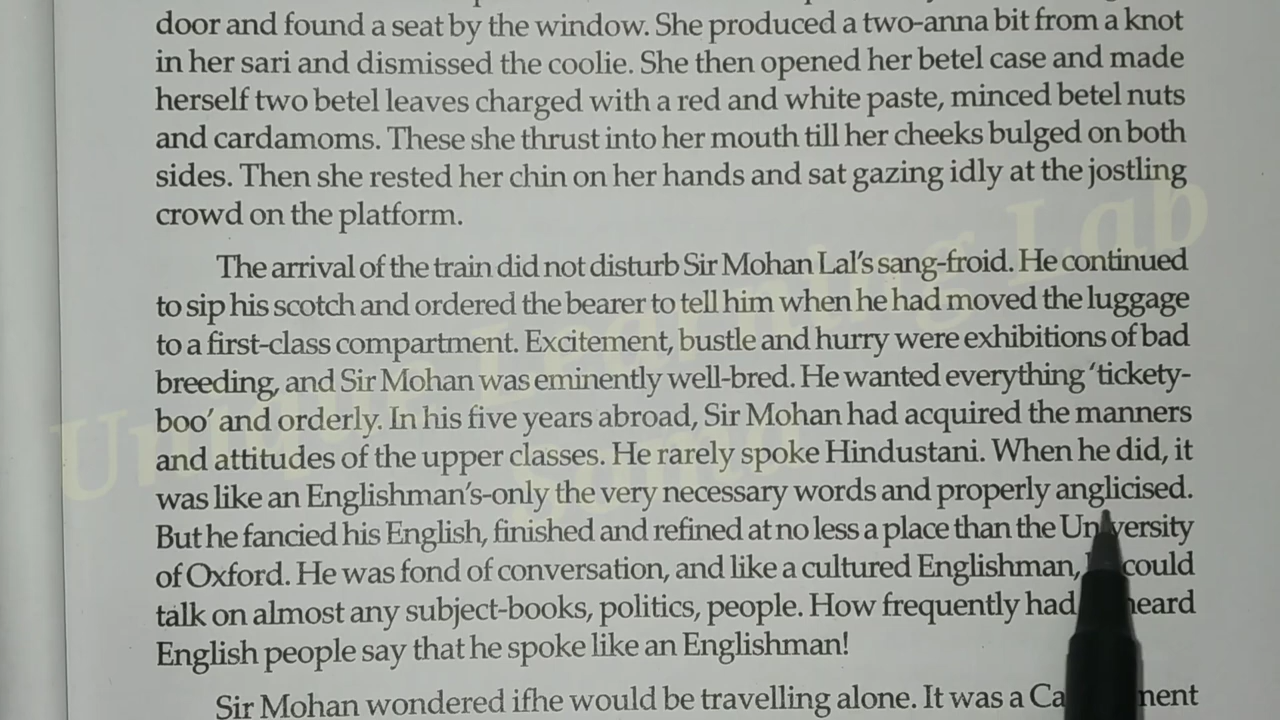 door and found a seat by the window. She produced a two-anna bit from a knot
in her sari and dismissed the coolie. She then opened her betel case and made
herself two betel leaves charged with a red and white paste, minced betel nuts
and cardamoms. These she thrust into her mouth till her cheeks bulged on both
sides. Then she rested her chin on her hands and sat gazing idly at the jostling
crowd on the platform.
The arrival of the train did not disturb Sir Mohan Lal's sang-froid. He continued
to sip his scotch and ordered the bearer to tell him when he had moved the luggage
to a first-class compartment. Excitement, bustle and hurry were exhibitions of bad
breeding, and Sir Mohan was eminently well-bred. He wanted everything 'tickety-
boo' and orderly. In his five years abroad, Sir Mohan had acquired the manners
and attitudes of the upper classes. He rarely spoke Hindustani. When he did, it
was like an Englishman's-only the very necessary words and properly anglicised.
But he fancied his English, finished and refined at no less a place than the University
of Oxford. He was fond of conversation, and like a cultured Englishman, could
talk on almost any subject-books, politics, people. How frequently had heard
English people say that he spoke like an Englishman!
Sir Mohan wondered ifhe would be travelling alone. It was a
Unique Learning Lab